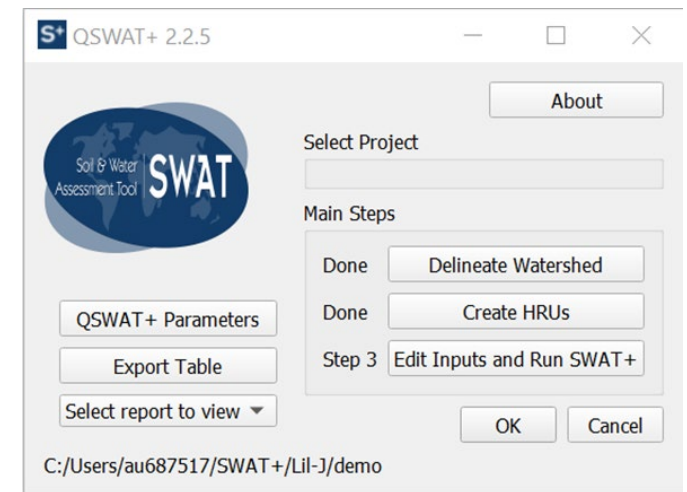 S+ QSWAT+ 2.2.5
About
Soil & Water
Assessment Tool
SWAT
Select Project
Main Steps
Done Delineate Watershed
QSWAT+ Parameters
Done Create HRUs
Export Table
Step 3 Edit Inputs and Run SWAT+
Select report to view
OK Cancel
C:/Users/au687517/SWAT+/Lil-J/demo